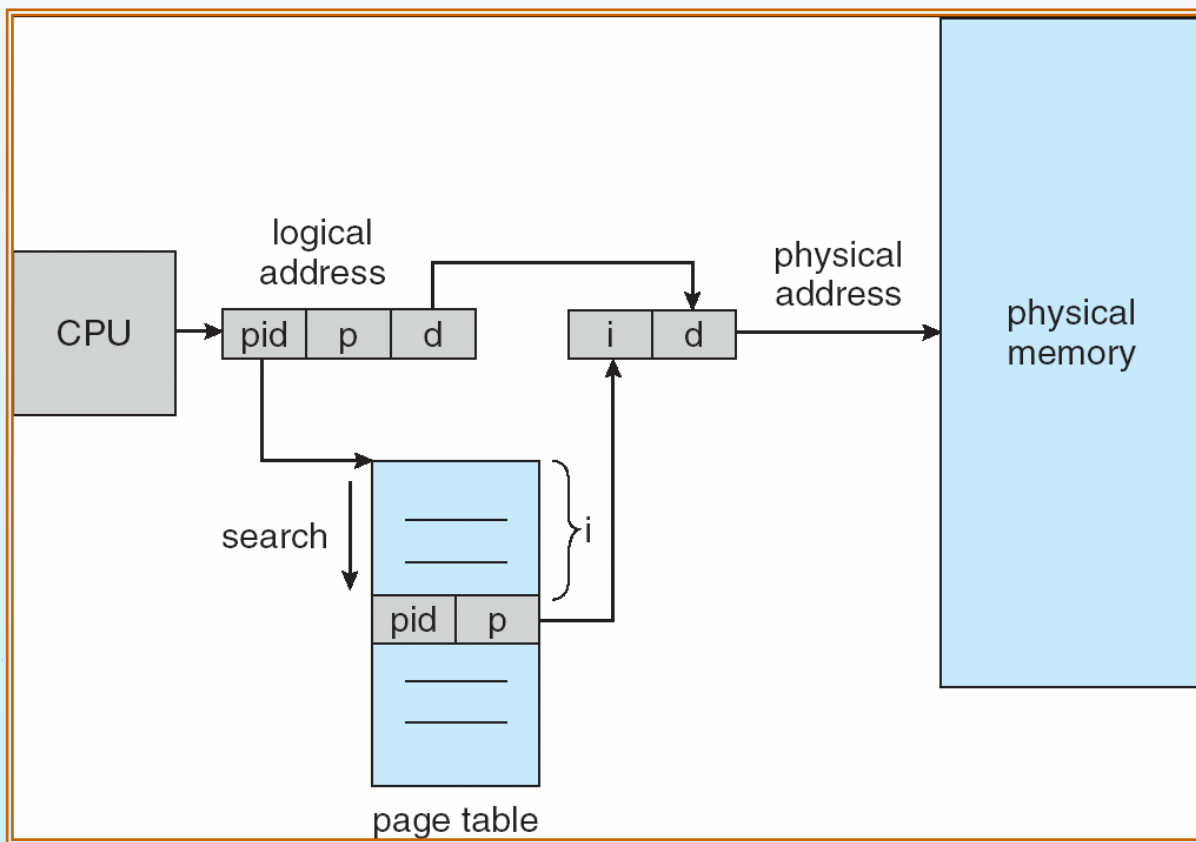 logical
address
physical
address
CPU
pid
p
d
i
d
physical
memory
search
i
pid
p
page table